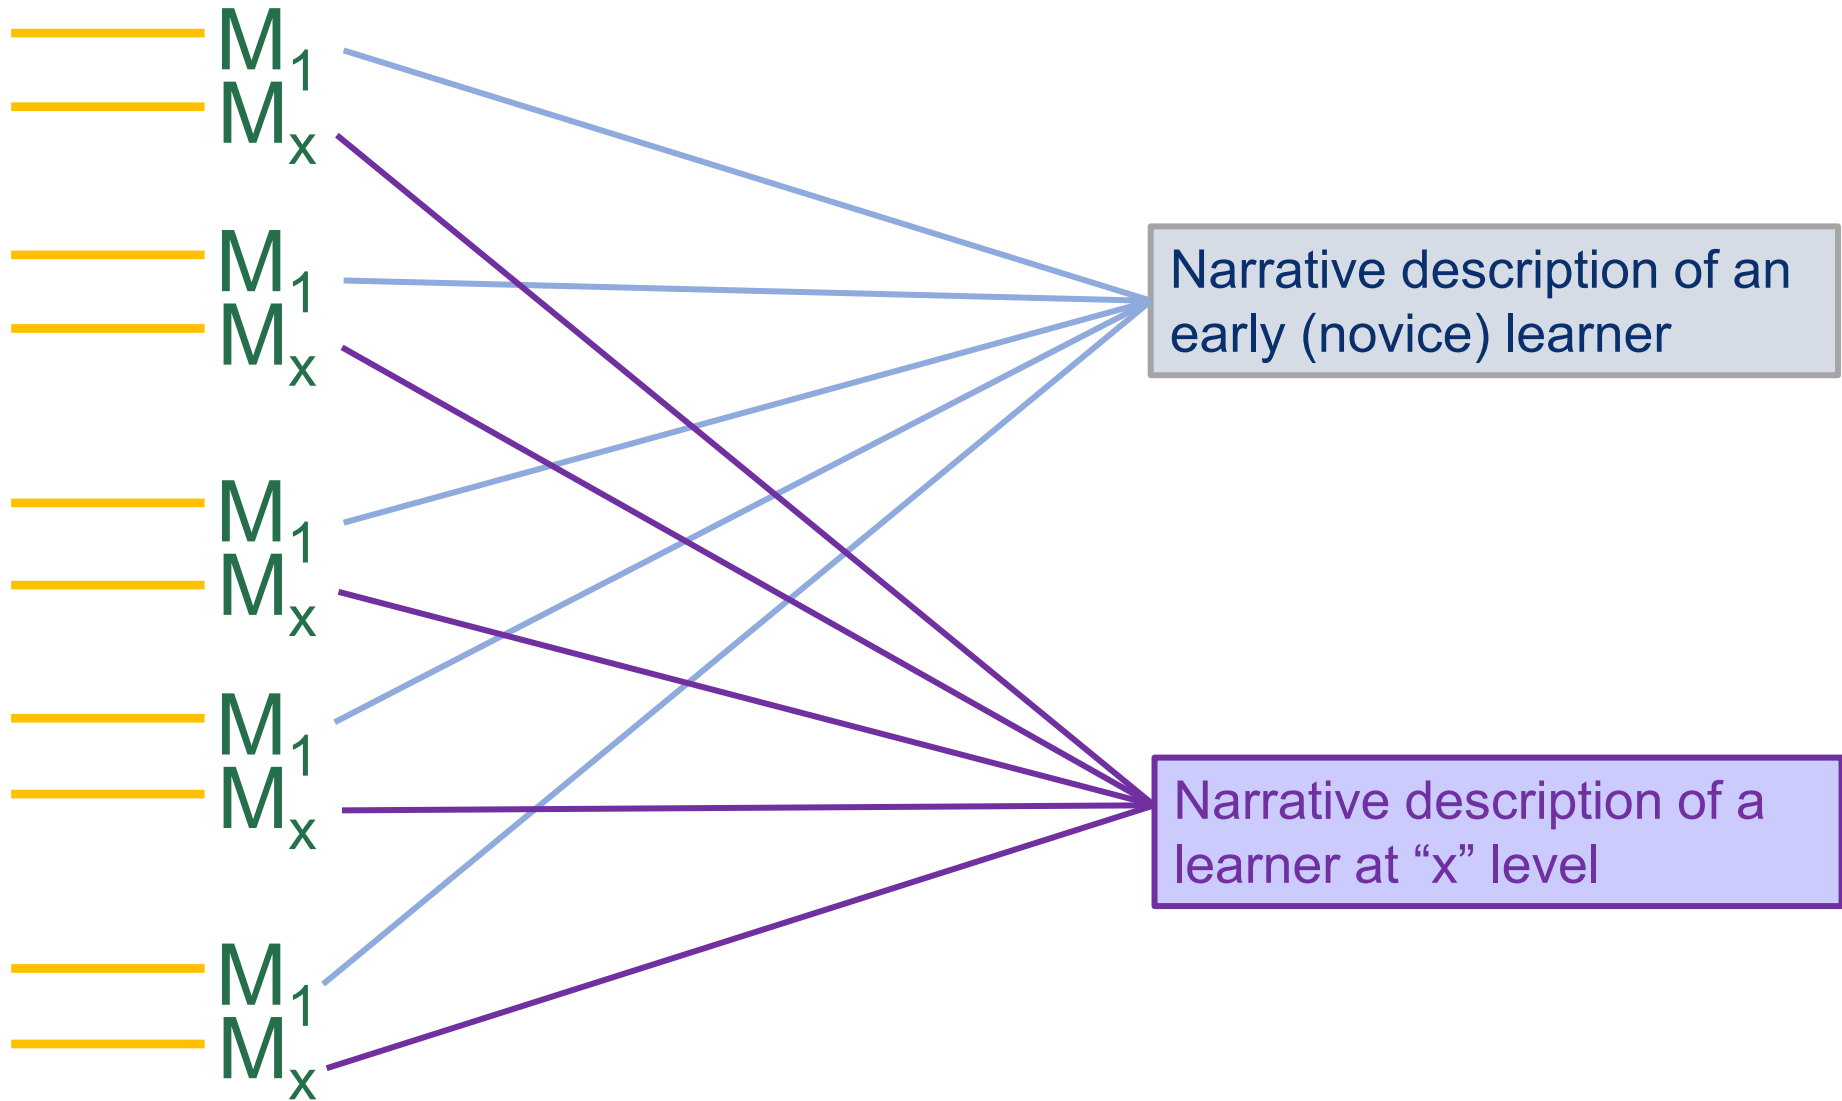 M₁
Mₓ
M₁
Mₓ
Narrative description of an
early (novice) learner
M₁
Mₓ
M₁
Mₓ
Narrative description of a
learner at “x” level
M₁
Mₓ